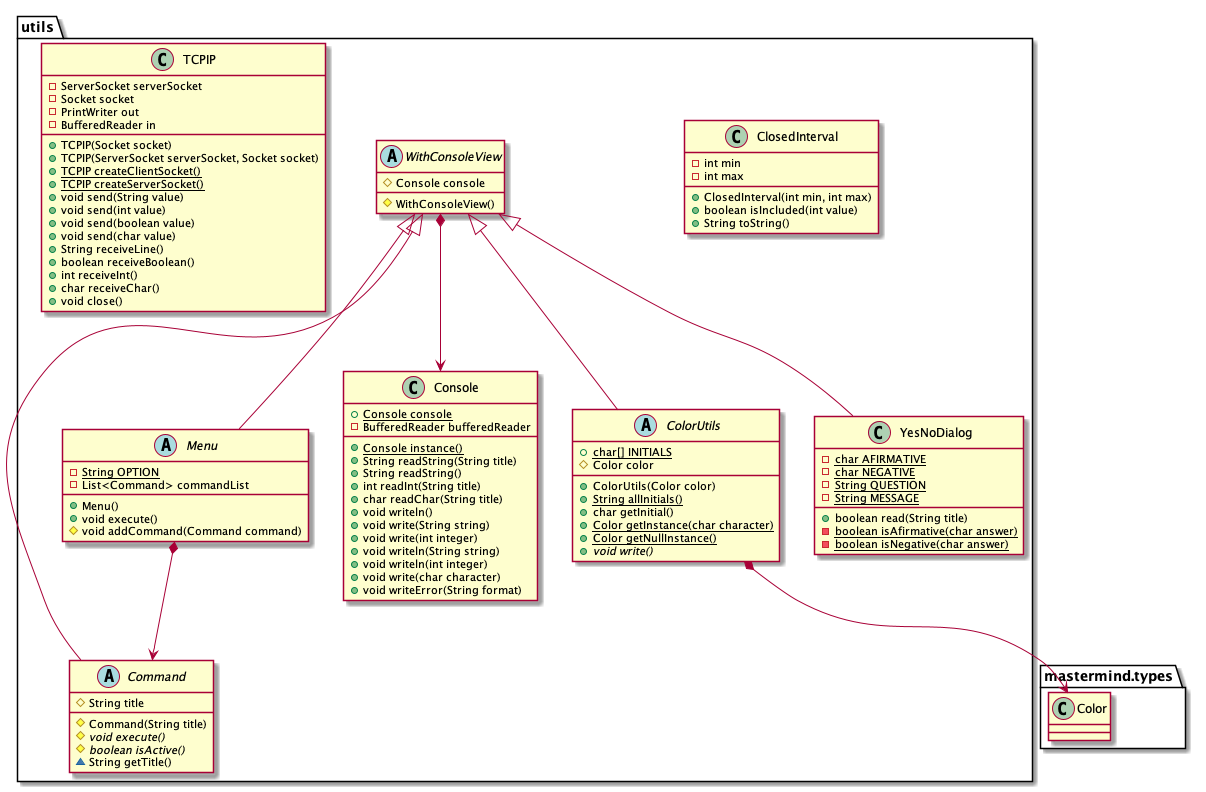 utils
C TCPIP
ServerSocket serverSocket
Socket socket
PrintWriter out
BufferedReader in
TCPIP(Socket socket)
TCPIP(ServerSocket serverSocket, Socket socket)
TCPIP createClientSocket()
TCPIP createServerSocket()
void send(String value)
void send(int value)
void send(boolean value)
void send(char value)
String receiveLine()
boolean receiveBoolean()
int receiveInt()
char receiveChar()
void close()
A WithConsoleView
Console console
WithConsoleView()
C ClosedInterval
int min
int max
ClosedInterval(int min, int max)
boolean isIncluded(int value)
String toString()
A Menu
String OPTION
List<Command> commandList
Menu()
void execute()
void addCommand(Command command)
C Console
Console console
BufferedReader bufferedReader
Console instance()
String readString(String title)
String readString()
int readInt(String title)
char readChar(String title)
void writeln()
void write(String string)
void write(int integer)
void writeln(String string)
void writeln(int integer)
void write(char character)
void writeError(String format)
A ColorUtils
char[] INITIALS
Color color
ColorUtils(Color color)
String allInitials()
char getInitial()
Color getInstance(char character)
Color getNullInstance()
void write()
C YesNoDialog
char AFIRMATIVE
char NEGATIVE
String QUESTION
String MESSAGE
boolean read(String title)
boolean isAfirmative(char answer)
boolean isNegative(char answer)
A Command
String title
Command(String title)
void execute()
boolean isActive()
String getTitle()
mastermind.types
C Color